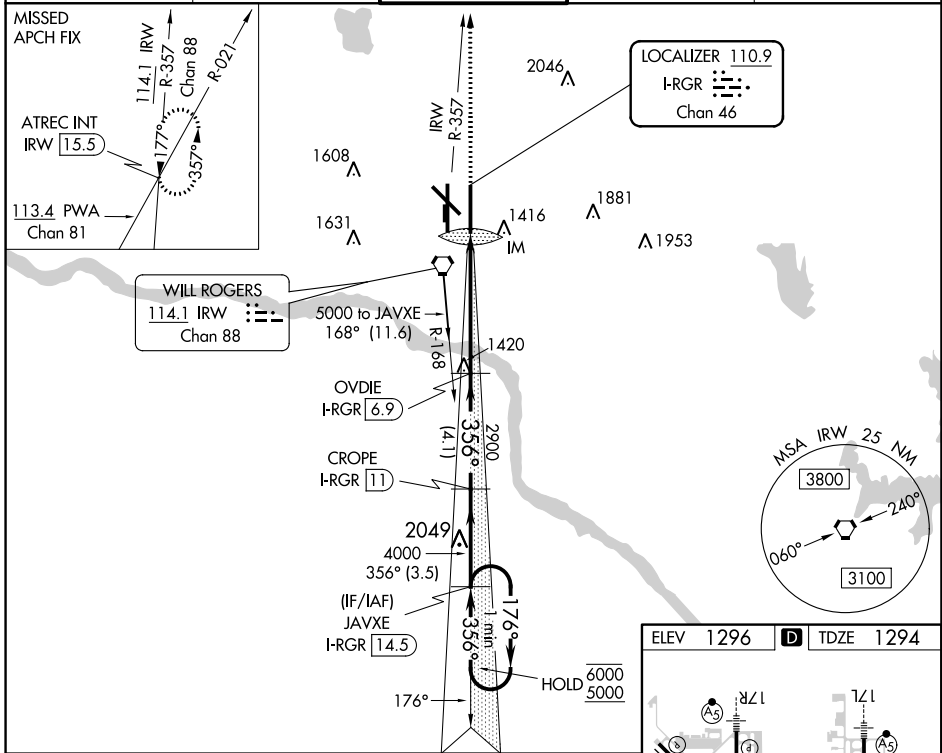 MISSED
APCH FIX
114.1 IRW
R-357
Chan 88
R-021
ATREC INT
IRW 15.5
177°
357°
113.4 PWA
Chan 81
IRW
R-357
2046
LOCALIZER 110.9
I-RGR
Chan 46
1608
1631
1416
IM
1881
1953
WILL ROGERS
114.1 IRW
Chan 88
5000 to JAVXE
168° (11.6)
R-168
1420
OVDIE
I-RGR 6.9
356°
(4.1)
2900
CROPE
I-RGR 11
2049
4000
356° (3.5)
(IF/IAF)
JAVXE
I-RGR 14.5
356°
1 min
176°
HOLD 6000
5000
176°
MSA IRW 25 NM
3800
240°
060°
3100
ELEV 1296 D TDZE 1294
A5
17R
P
17L
A5
P